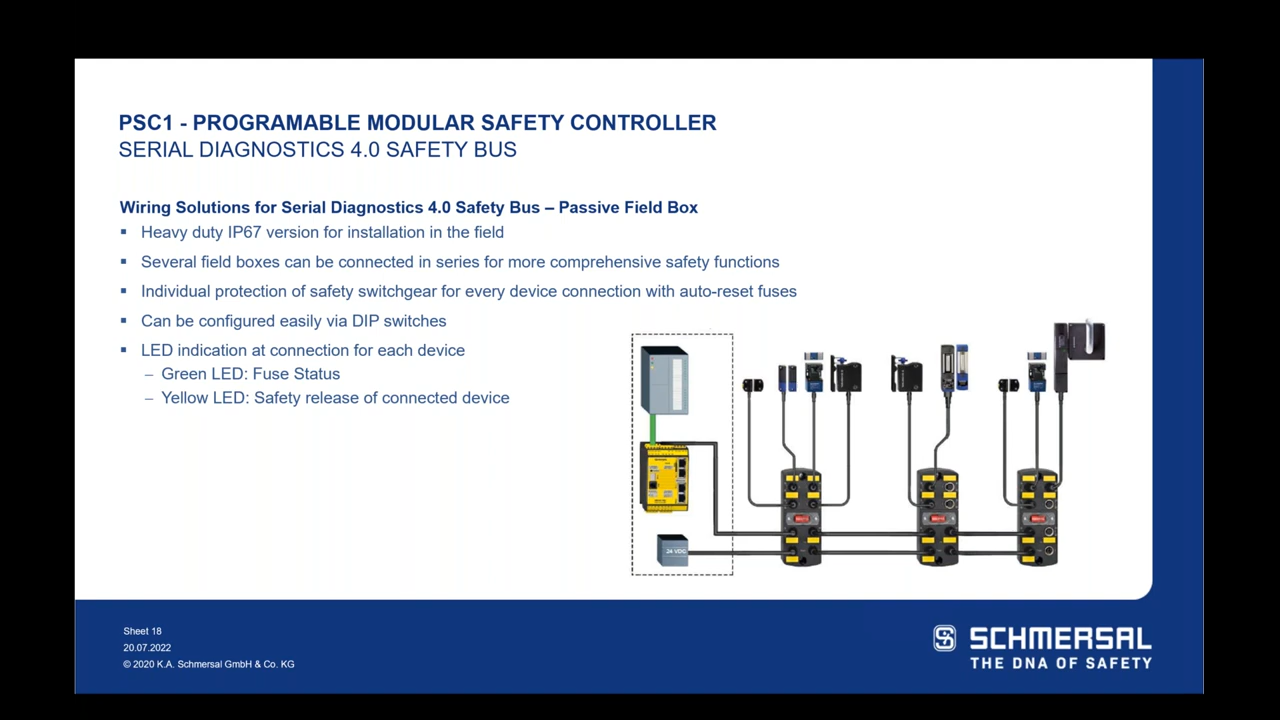 PSC1 - PROGRAMABLE MODULAR SAFETY CONTROLLER
SERIAL DIAGNOSTICS 4.0 SAFETY BUS
Wiring Solutions for Serial Diagnostics 4.0 Safety Bus – Passive Field Box
▪ Heavy duty IP67 version for installation in the field
▪ Several field boxes can be connected in series for more comprehensive safety functions
▪ Individual protection of safety switchgear for every device connection with auto-reset fuses
▪ Can be configured easily via DIP switches
▪ LED indication at connection for each device
– Green LED: Fuse Status
– Yellow LED: Safety release of connected device
24 VDC
Sheet 18
20.07.2022
© 2020 K.A. Schmersal GmbH & Co. KG
SCHMERSAL
THE DNA OF SAFETY